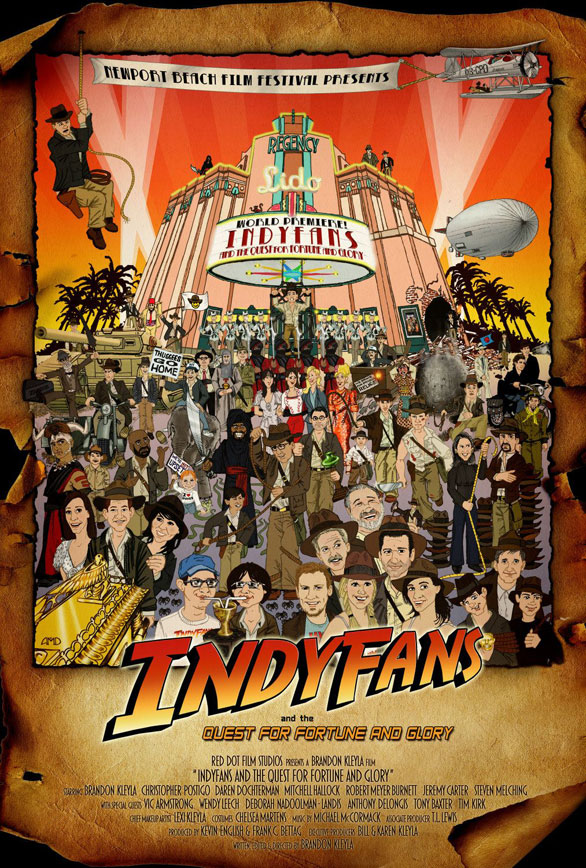 NEWPORT BEACH FILM FESTIVAL PRESENTS
REGENCY
Lido
WORLD PREMIERE!
INDYFANS
AND THE QUEST FOR FORTUNE AND GLORY
THUGGEES
GO
HOME
AMD
INDYFANS
and the
QUEST FOR FORTUNE AND GLORY
RED DOT FILM STUDIOS PRESENTS A BRANDON KLEYLA FILM
"INDYFANS AND THE QUEST FOR FORTUNE AND GLORY"
STARRING BRANDON KLEYLA CHRISTOPHER POSTIGO DAREN DOCHTERMAN MITCHELL HALLOCK ROBERT MEYER BURNETT JEREMY CARTER STEVEN MELCHING
WITH SPECIAL GUESTS VIC ARMSTRONG WENDY LEECH DEBORAH NADOOLMAN-LANDIS ANTHONY DELONGIS TONY BAXTER TIM KIRK
CHIEF MAKEUP ARTIST LEXI KLEYLA COSTUMES CHELSEA MARTENS MUSIC BY MICHAEL McCORMACK ASSOCIATE PRODUCER T.L. LEWIS
PRODUCED BY KEVIN ENGLISH & FRANK C. BETTAG EXECUTIVE PRODUCERS BILL & KAREN KLEYLA
WRITTEN, EDITED & DIRECTED BY BRANDON KLEYLA